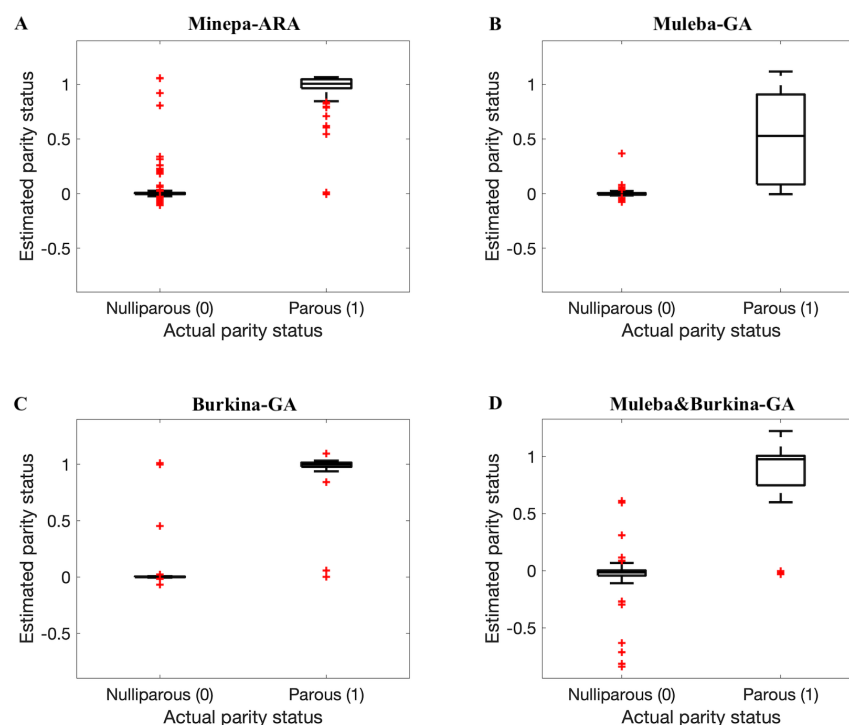 A Minepa-ARA
Estimated parity status
1
0.5
0
-0.5
Nulliparous (0) Parous (1)
Actual parity status
B Muleba-GA
Estimated parity status
1
0.5
0
-0.5
Nulliparous (0) Parous (1)
Actual parity status
C Burkina-GA
Estimated parity status
1
0.5
0
-0.5
Nulliparous (0) Parous (1)
Actual parity status
D Muleba&Burkina-GA
Estimated parity status
1
0.5
0
-0.5
Nulliparous (0) Parous (1)
Actual parity status